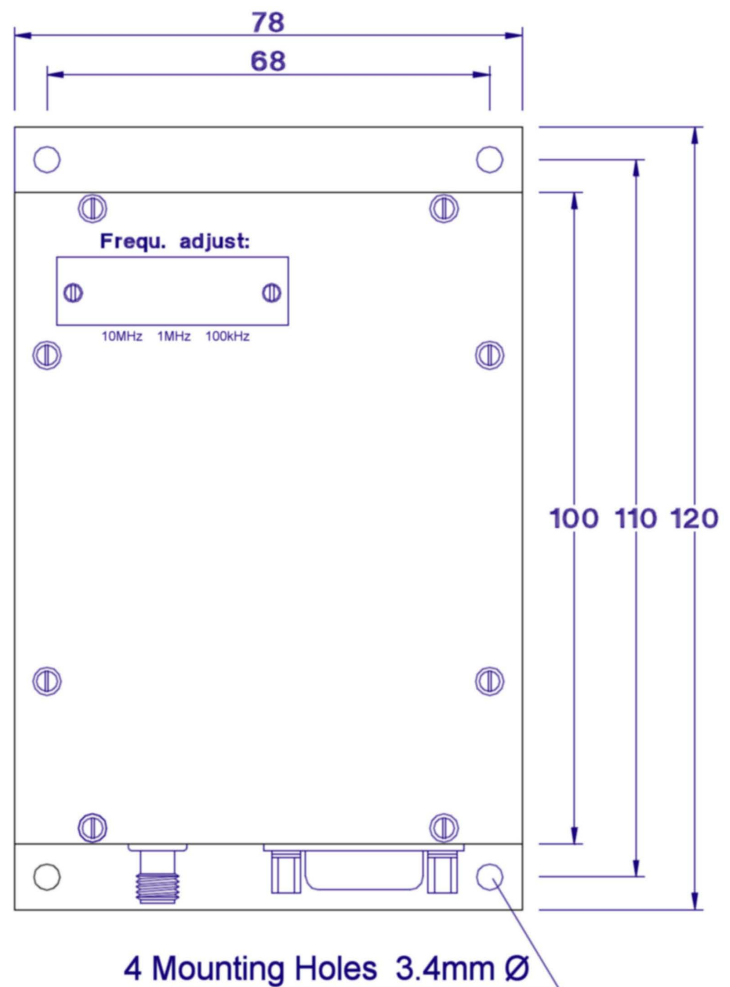 78
68
Frequ. adjust:
10MHz 1MHz 100kHz
100 110 120
4 Mounting Holes 3.4mm Ø